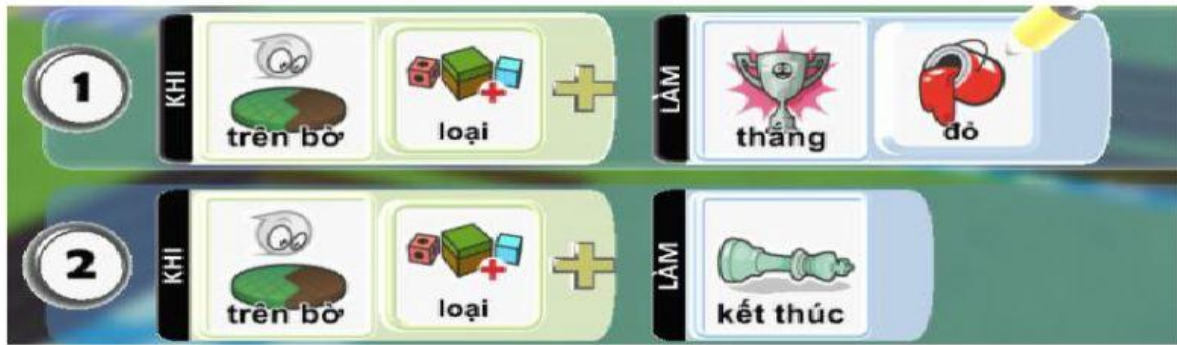 1
KHI
trên bờ
loại
LÀM
thắng
đỏ
2
KHI
trên bờ
loại
LÀM
kết thúc